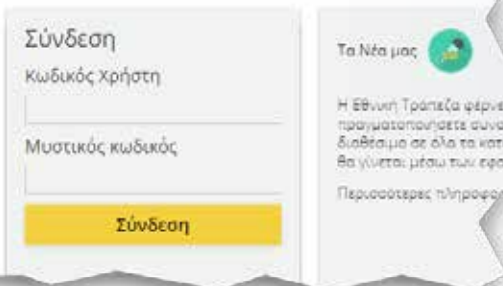 Σύνδεση
Κωδικός Χρήστη
Μυστικός κωδικός
Σύνδεση
Τα Νέα μας
Η Εθνική Τράπεζα φέρνε
πραγματοποιήσετε συνα
διαθέσιμο σε όλα τα κατ
θα γίνεται μέσω των εφα
Περισσότερες πληροφορ